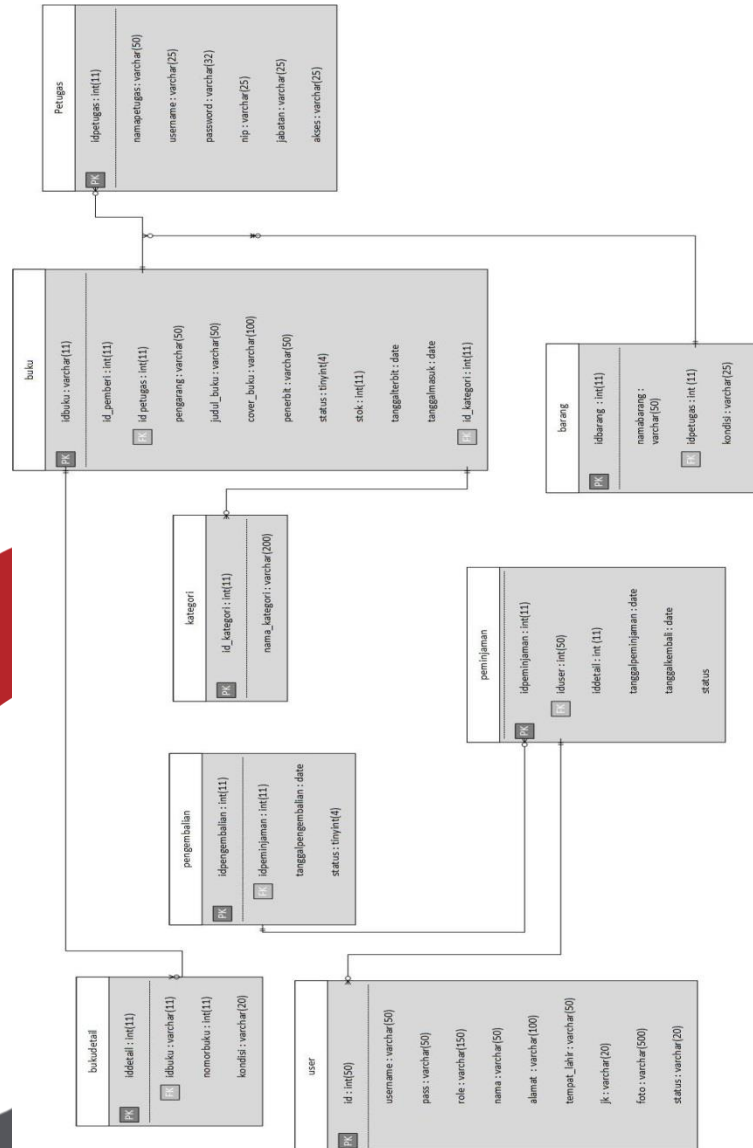 bukudetail
PK iddetail : int(11)
FK idbuku : varchar(11)
nomorbuku : int(11)
kondisi : varchar(20)
user
PK id : int(50)
username : varchar(50)
pass : varchar(50)
role : varchar(150)
nama : varchar(50)
alamat : varchar(100)
tempat_lahir : varchar(50)
jk : varchar(20)
foto : varchar(500)
status : varchar(20)
pengembalian
PK idpengembalian : int(11)
FK idpeminjaman : int(11)
tanggalpengembalian : date
status : tinyint(4)
kategori
PK id_kategori : int(11)
nama_kategori : varchar(200)
peminjaman
PK idpeminjaman : int(11)
FK iduser : int(50)
iddetail : int (11)
tanggalpeminjaman : date
tanggalkembali : date
status
buku
PK idbuku : varchar(11)
id_pemberi : int(11)
FK id petugas : int(11)
pengarang : varchar(50)
judul_buku : varchar(50)
cover_buku : varchar(100)
penerbit : varchar(50)
status : tinyint(4)
stok : int(11)
tanggalterbit : date
tanggalmasuk : date
FK id_kategori : int(11)
barang
PK idbarang : int(11)
namabarang :
varchar(50)
FK idpetugas : int (11)
kondisi : varchar(25)
Petugas
PK idpetugas : int(11)
namapetugas : varchar(50)
username : varchar(25)
password : varchar(32)
nip : varchar(25)
jabatan : varchar(25)
akses : varchar(25)